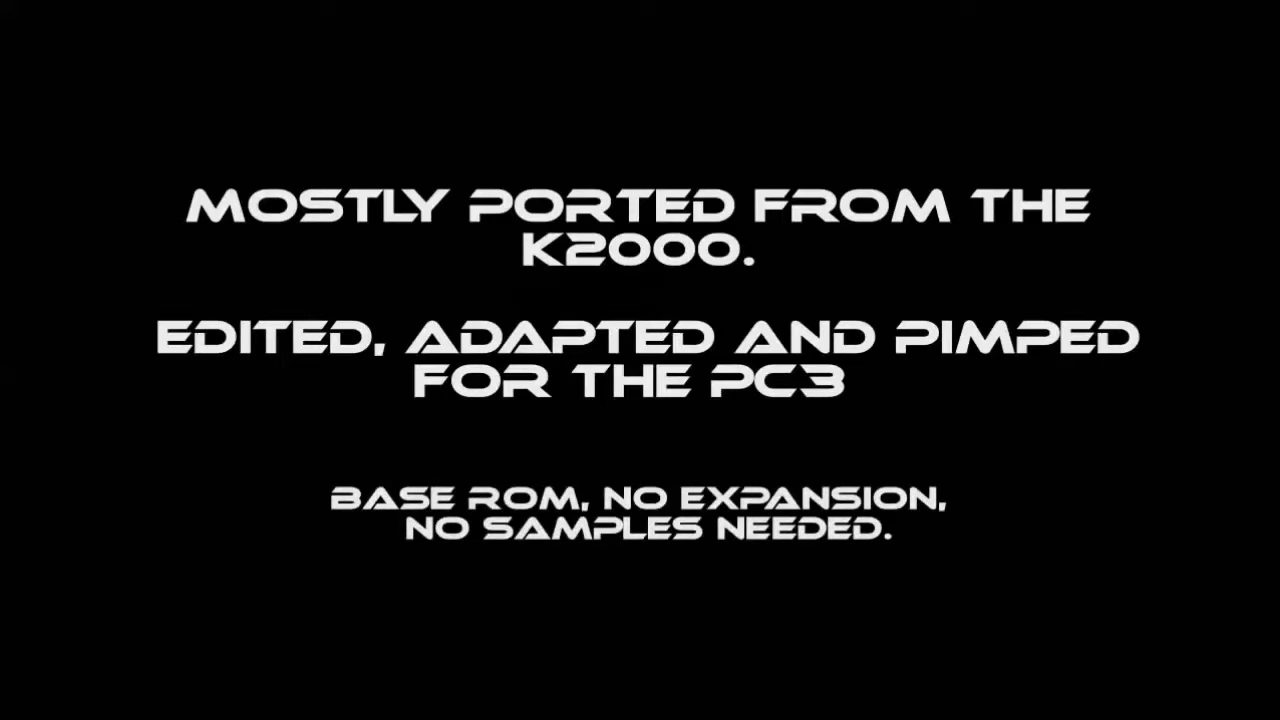 MOSTLY PORTED FROM THE
K2000.
EDITED, ADAPTED AND PIMPED
FOR THE PC3
BASE ROM, NO EXPANSION,
NO SAMPLES NEEDED.